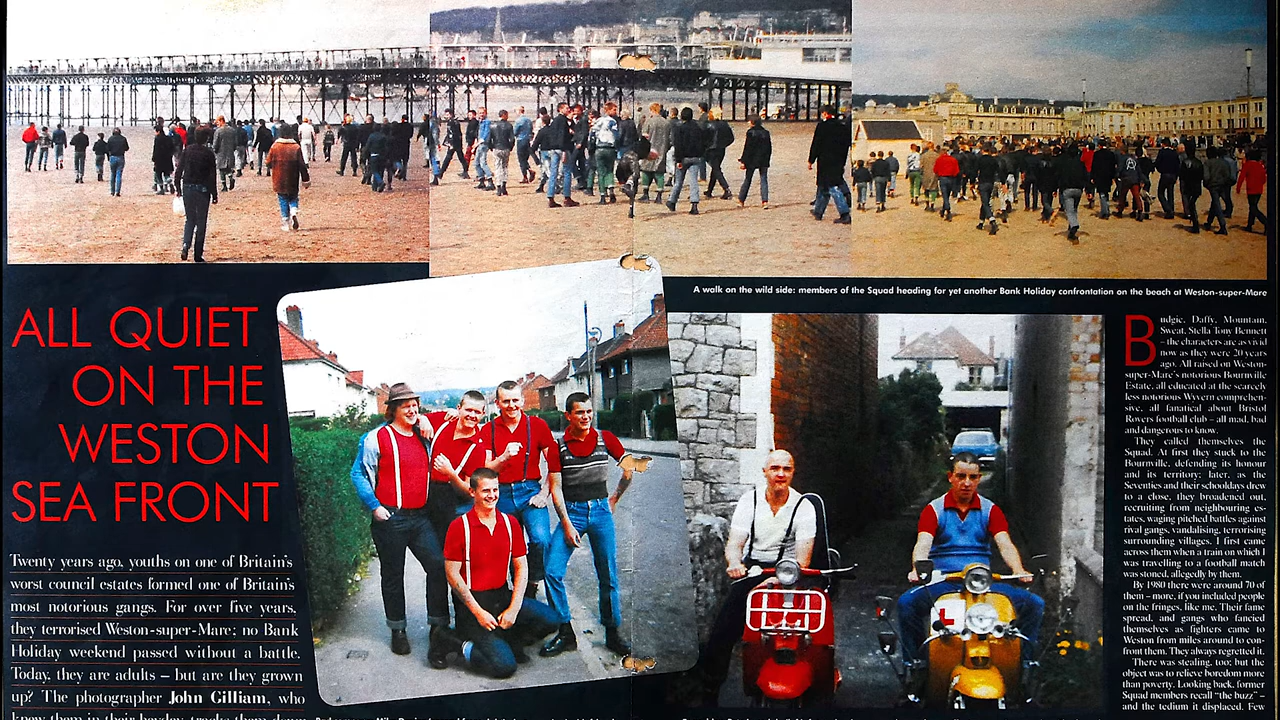 A walk on the wild side: members of the Squad heading for yet another Bank Holiday confrontation on the beach at Weston-super-Mare
ALL QUIET
ON THE
WESTON
SEA FRONT
Twenty years ago, youths on one of Britain's
worst council estates formed one of Britain's
most notorious gangs. For over five years,
they terrorised Weston-super-Mare; no Bank
Holiday weekend passed without a battle.
Today, they are adults – but are they grown
up? The photographer John Gilliam, who
knew them in their heyday, tracks them down
Budgie, Daffy, Mountain,
Sweat, Stella Tony Bennett
– the characters are as vivid
now as they were 20 years
ago. All raised on Weston-
super-Mare's notorious Bournville
Estate, all educated at the scarcely
less notorious Wyvern comprehen-
sive, all fanatical about Bristol
Rovers football club – all mad, bad
and dangerous to know.
They called themselves the
Squad. At first they stuck to the
Bournville, defending its honour
and its territory; later, as the
Seventies and their schooldays drew
to a close, they broadened out,
recruiting from neighbouring es-
tates, waging pitched battles against
rival gangs, vandalising, terrorising
surrounding villages. I first came
across them when a train on which I
was travelling to a football match
was stoned, allegedly by them.
By 1980 there were around 70 of
them – more, if you included people
on the fringes, like me. Their fame
spread, and gangs who fancied
themselves as fighters came to
Weston from miles around to con-
front them. They always regretted it.
There was stealing, too; but the
object was to relieve boredom more
than poverty. Looking back, former
Squad members recall "the buzz" –
and the tedium it displaced. Few
L